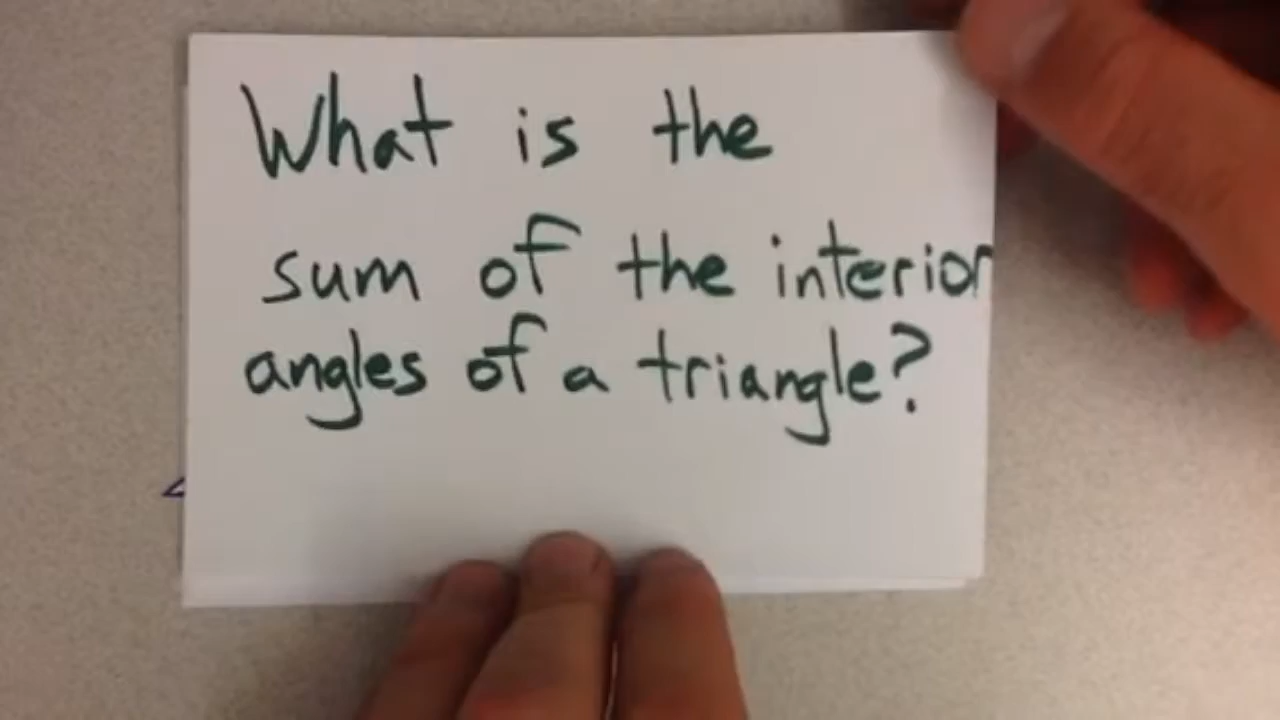 What is the
sum of the interior
angles of a triangle?